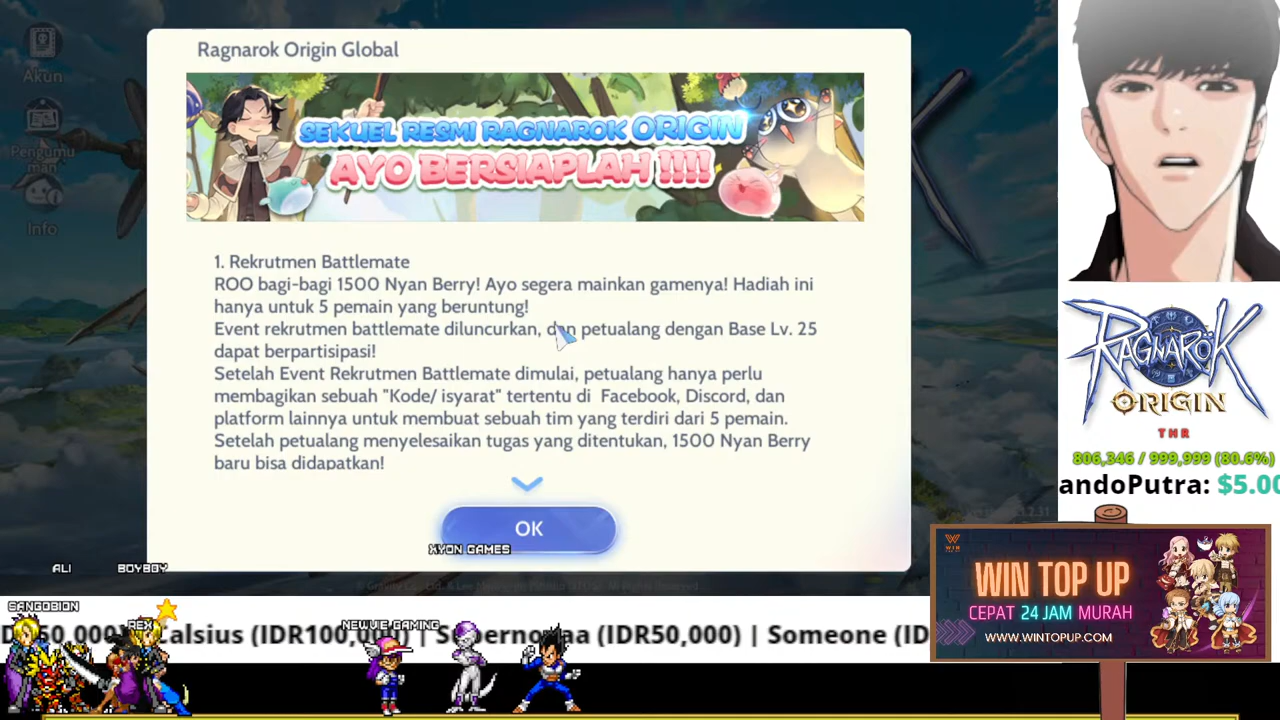 Ragnarok Origin Global
SEKUEL RESMI RAGNAROK ORIGIN
AYO BERSIAPLAH !!!!
Akun
Pengumu
man
Info
1. Rekrutmen Battlemate
ROO bagi-bagi 1500 Nyan Berry! Ayo segera mainkan gamenya! Hadiah ini
hanya untuk 5 pemain yang beruntung!
Event rekrutmen battlemate diluncurkan, dan petualang dengan Base Lv. 25
dapat berpartisipasi!
Setelah Event Rekrutmen Battlemate dimulai, petualang hanya perlu
membagikan sebuah "Kode/ isyarat" tertentu di Facebook, Discord, dan
platform lainnya untuk membuat sebuah tim yang terdiri dari 5 pemain.
Setelah petualang menyelesaikan tugas yang ditentukan, 1500 Nyan Berry
baru bisa didapatkan!
OK
XYON GAMES
RAGNAROK
ORIGIN
THR
806,346 / 999,999 (80.6%)
andoPutra: $5.00
WIN TOP UP
CEPAT 24 JAM MURAH
WWW.WINTOPUP.COM
ALI
BOYBOY
SANGOBION
REX
NEWVIE GAMING
(IDR100,000) | (IDR50,000) | Someone (ID